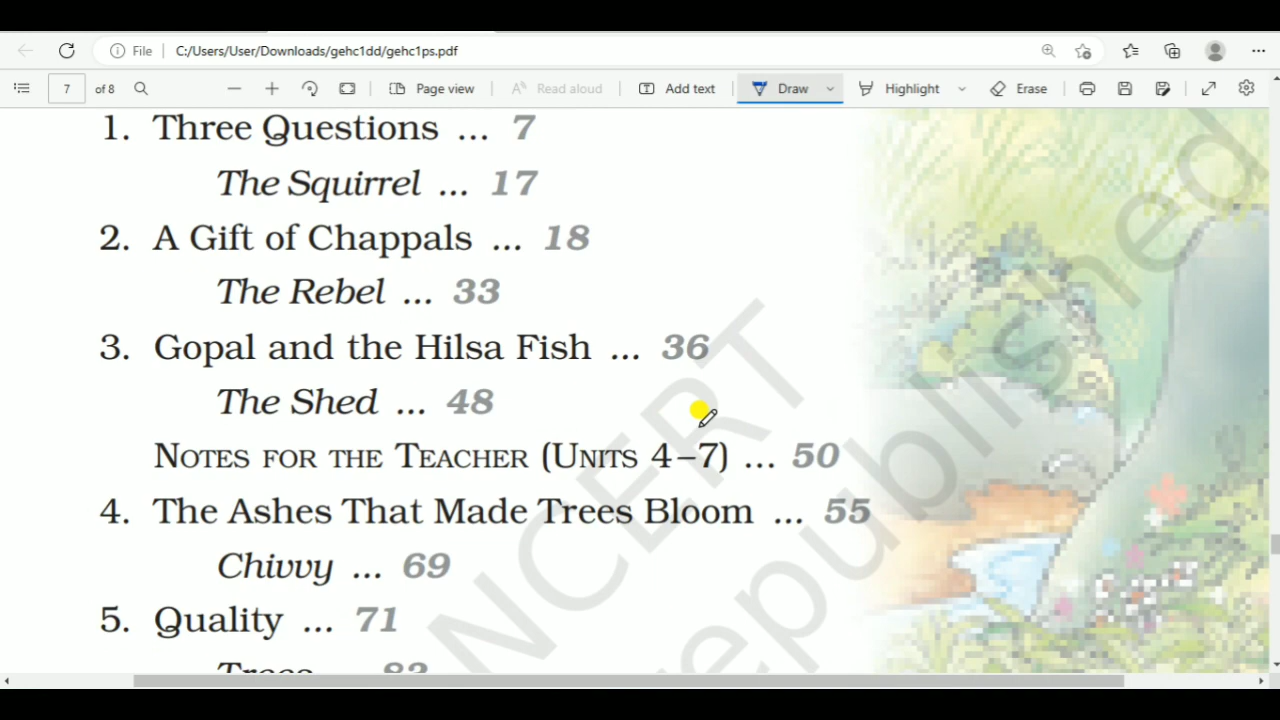 File C:/Users/User/Downloads/gehc1dd/gehc1ps.pdf
7 of 8 Page view Read aloud Add text Draw Highlight Erase
1. Three Questions ... 7
The Squirrel ... 17
2. A Gift of Chappals ... 18
The Rebel ... 33
3. Gopal and the Hilsa Fish ... 36
The Shed ... 48
NOTES FOR THE TEACHER (UNITS 4–7) ... 50
4. The Ashes That Made Trees Bloom ... 55
Chivvy ... 69
5. Quality ... 71
NCERT
republished